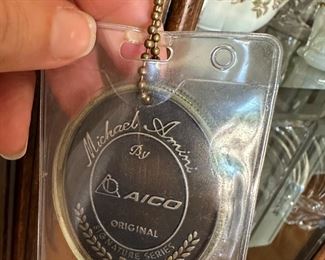 Michael Amini
By
AICO
ORIGINAL
SIGNATURE SERIES